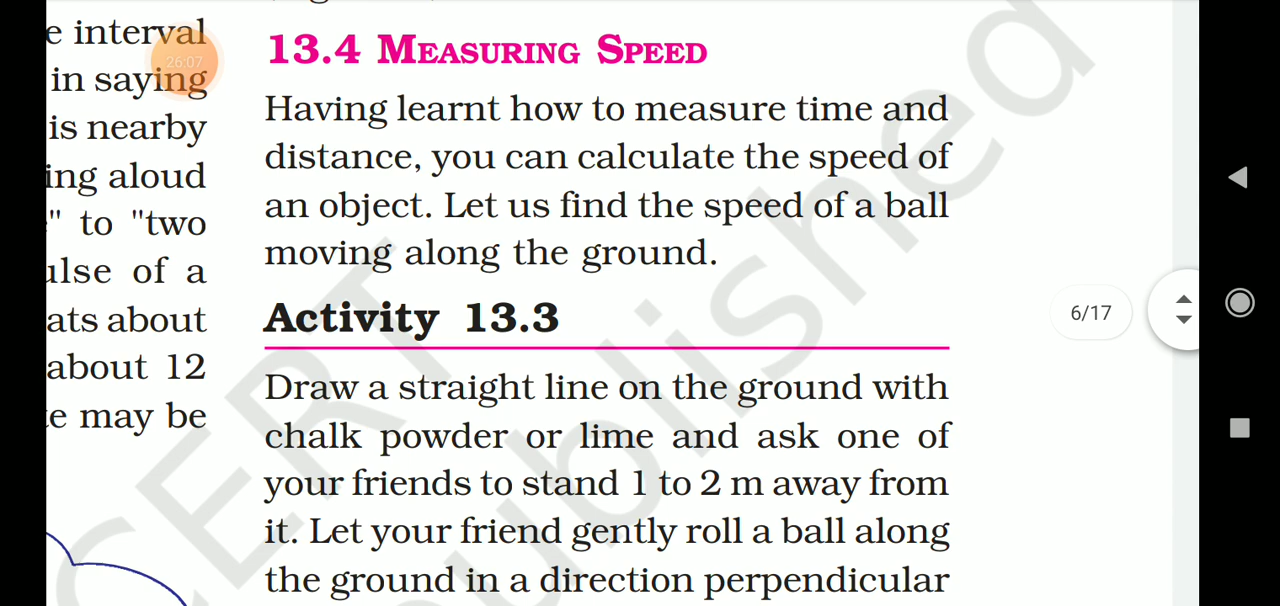 e interval
in saying
is nearby
ing aloud
" to "two
ulse of a
ats about
about 12
e may be
26:07
13.4 MEASURING SPEED
Having learnt how to measure time and
distance, you can calculate the speed of
an object. Let us find the speed of a ball
moving along the ground.
Activity 13.3
Draw a straight line on the ground with
chalk powder or lime and ask one of
your friends to stand 1 to 2 m away from
it. Let your friend gently roll a ball along
the ground in a direction perpendicular
6/17
CERT
ublished